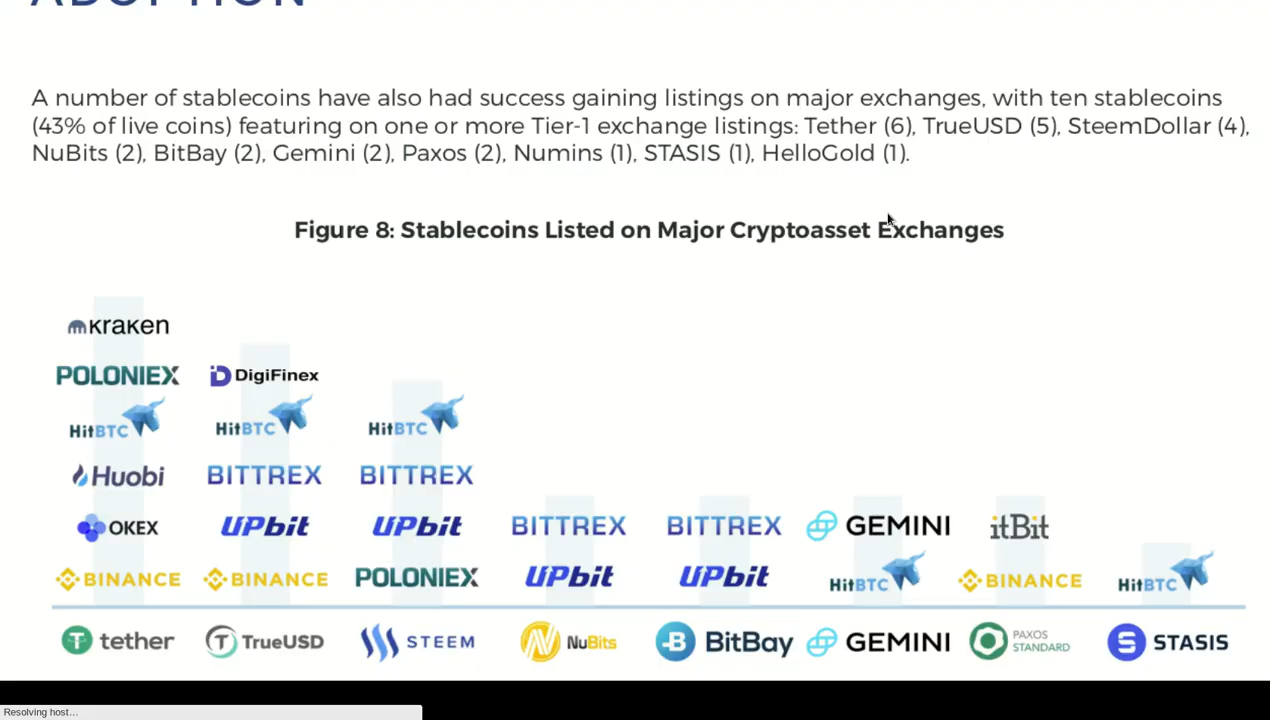 ADOPTION
A number of stablecoins have also had success gaining listings on major exchanges, with ten stablecoins
(43% of live coins) featuring on one or more Tier-1 exchange listings: Tether (6), TrueUSD (5), SteemDollar (4),
NuBits (2), BitBay (2), Gemini (2), Paxos (2), Numins (1), STASIS (1), HelloGold (1).
Figure 8: Stablecoins Listed on Major Cryptoasset Exchanges
kraken
POLONIEX DigiFinex
HitBTC HitBTC HitBTC
Huobi BITTREX BITTREX
OKEX UPbit UPbit BITTREX BITTREX GEMINI itBit
BINANCE BINANCE POLONIEX UPbit UPbit HitBTC BINANCE HitBTC
tether TrueUSD STEEM NuBits BitBay GEMINI PAXOS STANDARD STASIS
Resolving host...